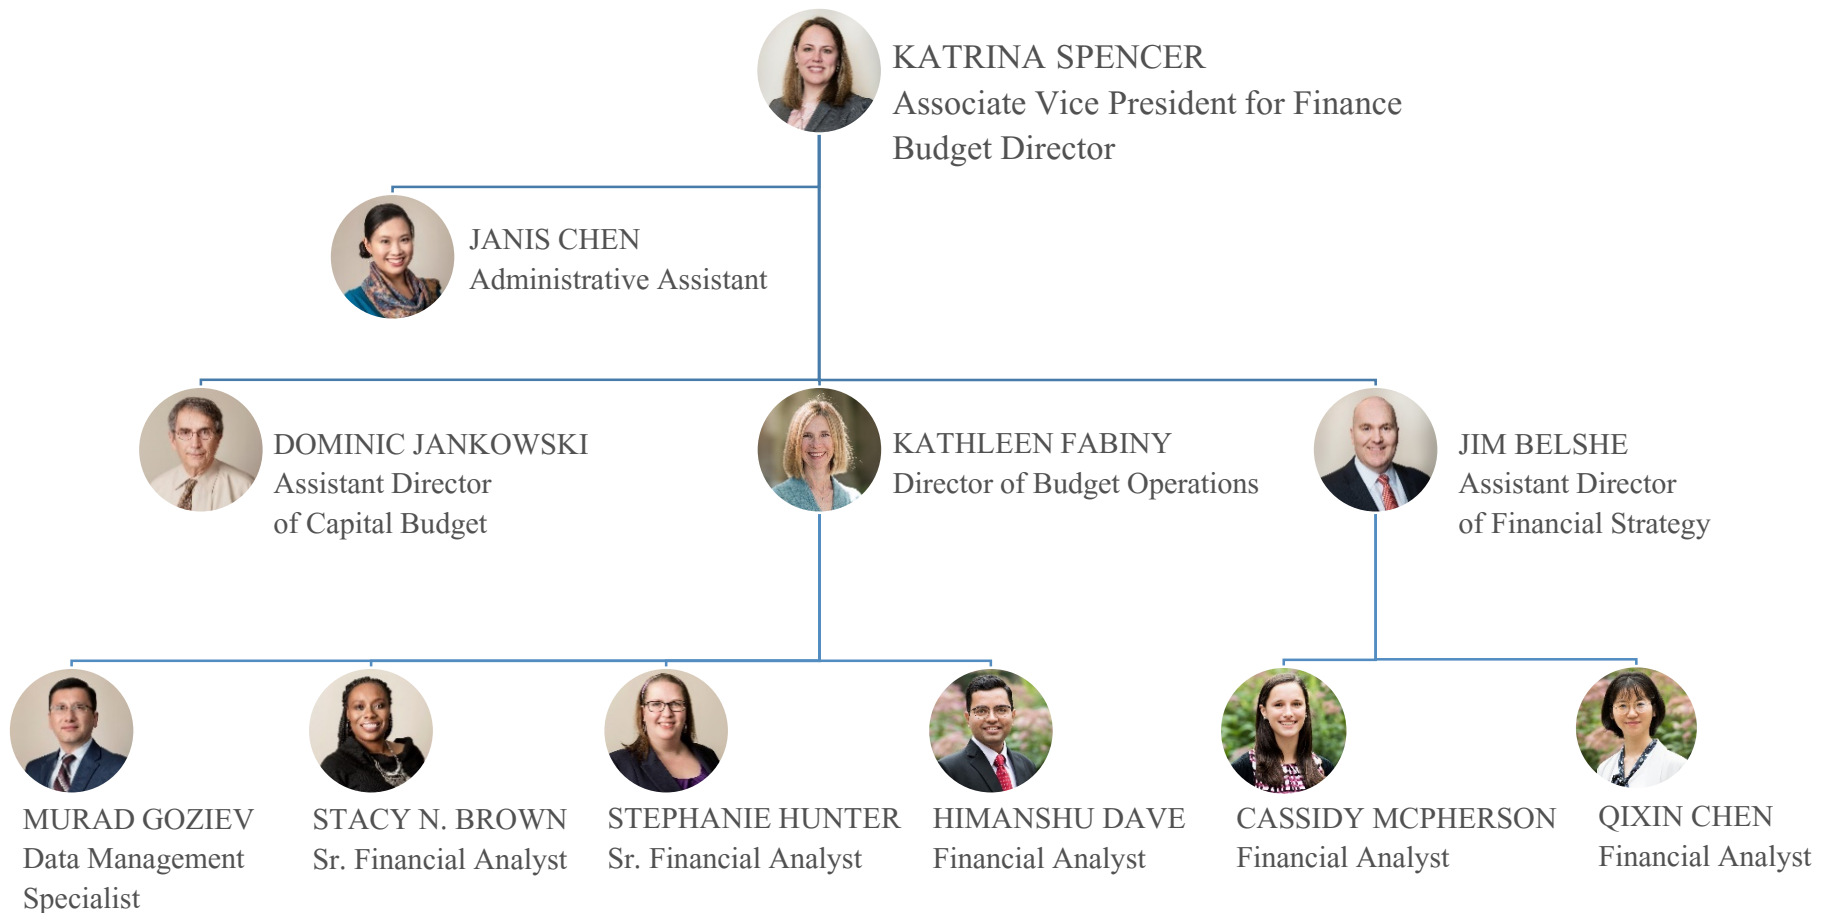 KATRINA SPENCER
Associate Vice President for Finance
Budget Director
JANIS CHEN
Administrative Assistant
DOMINIC JANKOWSKI
Assistant Director
of Capital Budget
KATHLEEN FABINY
Director of Budget Operations
JIM BELSHE
Assistant Director
of Financial Strategy
MURAD GOZIEV
Data Management
Specialist
STACY N. BROWN
Sr. Financial Analyst
STEPHANIE HUNTER
Sr. Financial Analyst
HIMANSHU DAVE
Financial Analyst
CASSIDY MCPHERSON
Financial Analyst
QIXIN CHEN
Financial Analyst